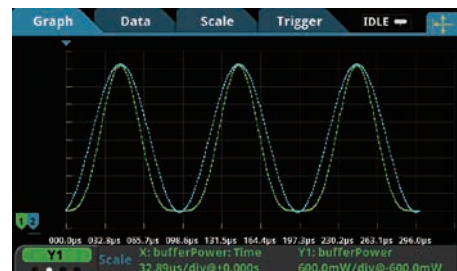 Graph Data Scale Trigger IDLE
1 2
000.0µs 032.8µs 065.7µs 098.6µs 131.5µs 164.4µs 197.3µs 230.2µs 263.1µs 296.0µs
Y1 Scale X: bufferPower: Time Y1: bufferPower
32.89us/div@+0.000s 600.0mW/div@-600.0mW